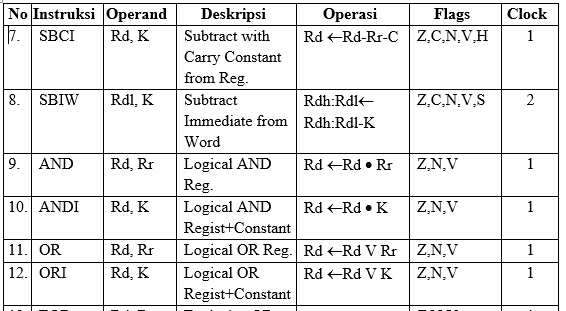 No Instruksi Operand Deskripsi Operasi Flags Clock
7. SBCI Rd, K Subtract with Rd ←Rd-Rr-C Z,C,N,V,H 1
Carry Constant
from Reg.
8. SBIW Rdl, K Subtract Rdh:Rdl← Z,C,N,V,S 2
Immediate from Rdh:Rdl-K
Word
9. AND Rd, Rr Logical AND Rd ←Rd • Rr Z,N,V 1
Reg.
10. ANDI Rd, K Logical AND Rd ←Rd • K Z,N,V 1
Regist+Constant
11. OR Rd, Rr Logical OR Reg. Rd ←Rd V Rr Z,N,V 1
12. ORI Rd, K Logical OR Rd ←Rd V K Z,N,V 1
Regist+Constant